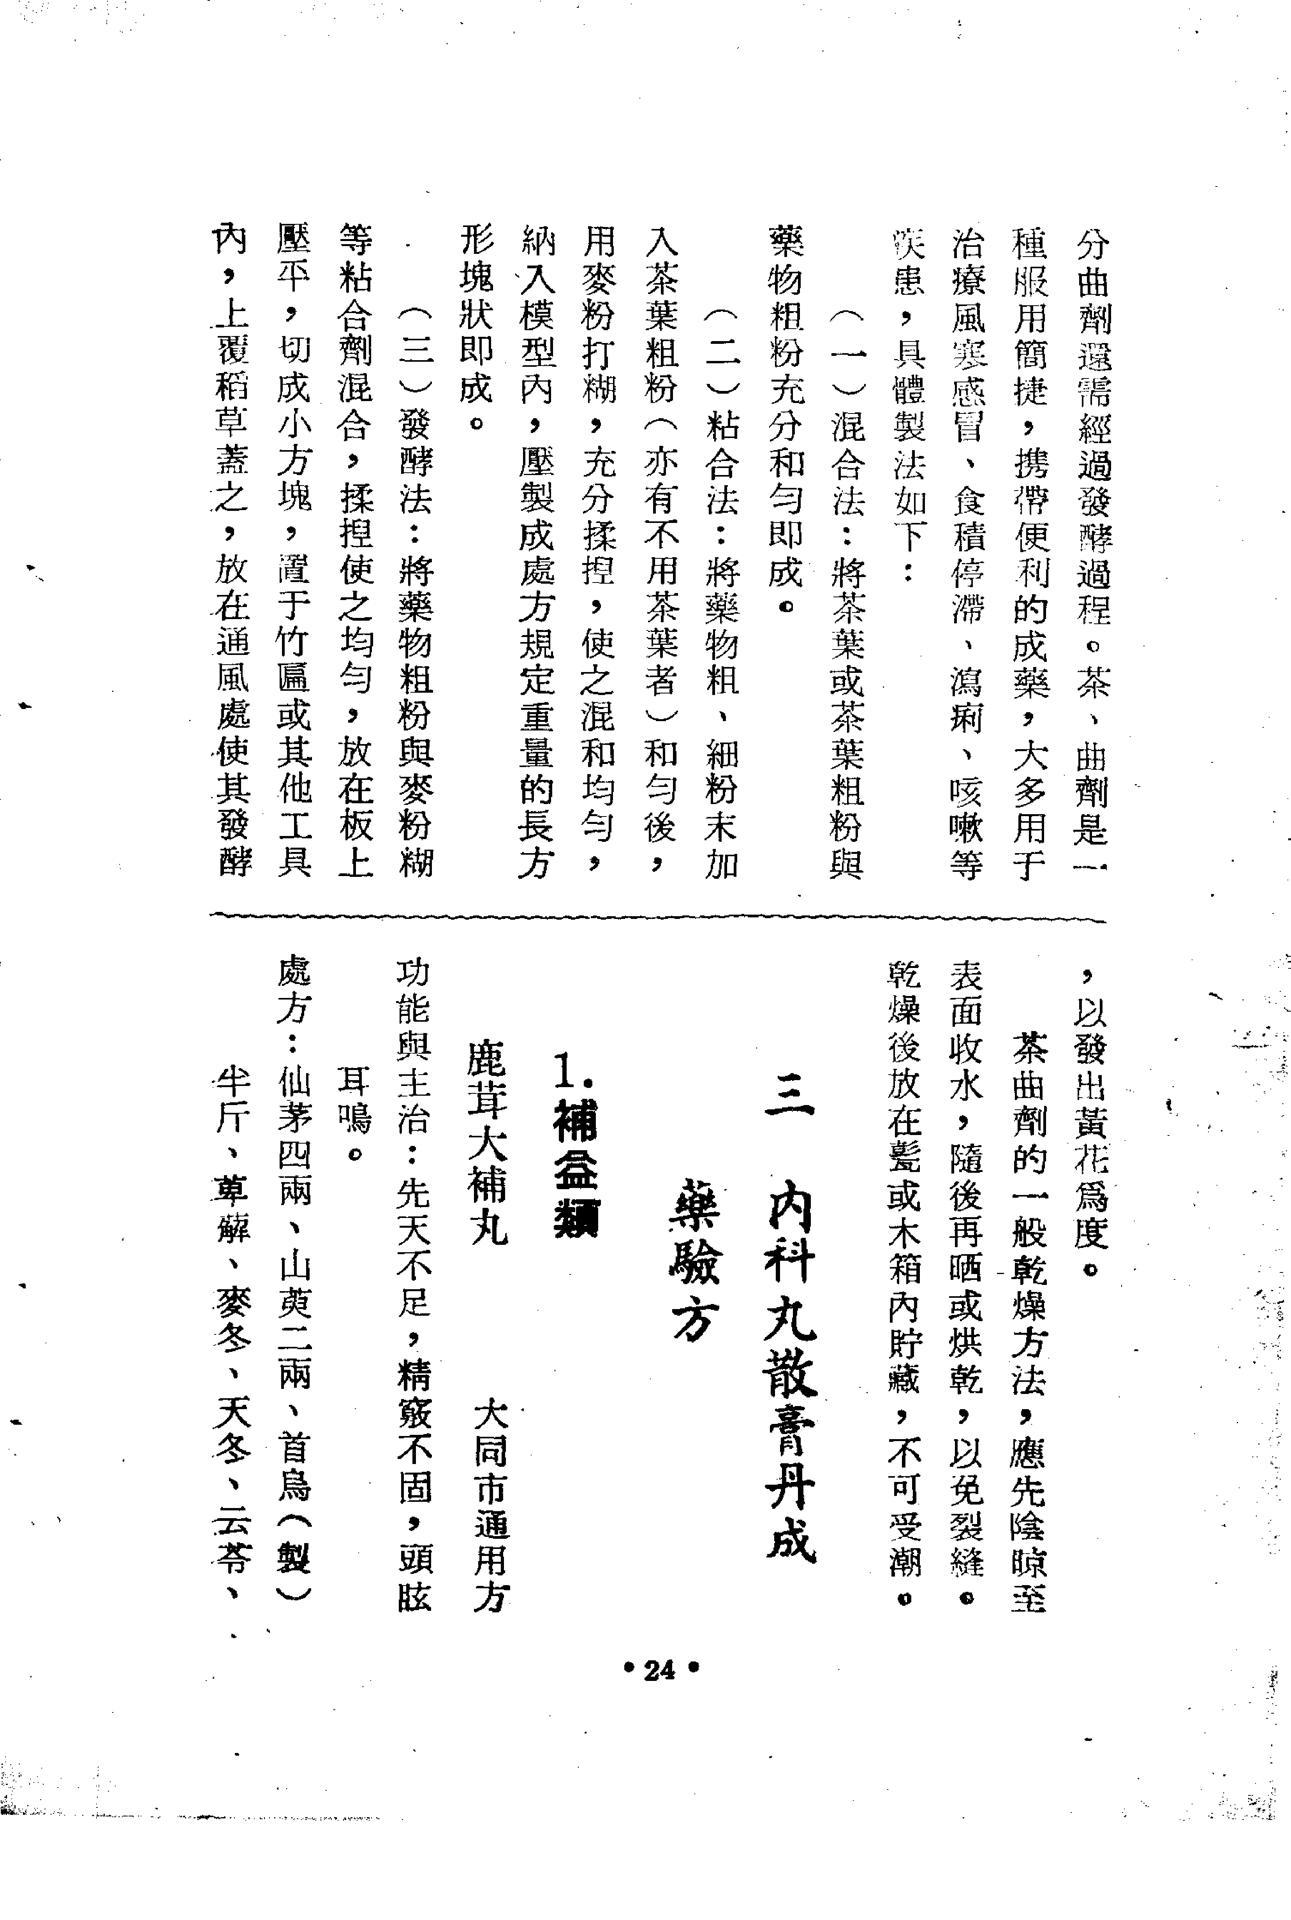 分曲劑還需經過發酵過程。茶、曲劑是一
種服用簡捷，携帶便利的成藥，大多用于
治療風寒感冒、食積停滯、瀉痢、咳嗽等
疾患，具體製法如下：
（一）混合法：將茶葉或茶葉粗粉與
藥物粗粉充分和勻即成。
（二）粘合法：將藥物粗、細粉末加
入茶葉粗粉（亦有不用茶葉者）和勻後，
用麥粉打糊，充分揉揑，使之混和均勻，
納入模型內，壓製成處方規定重量的長方
形塊狀即成。
（三）發酵法：將藥物粗粉與麥粉糊
等粘合劑混合，揉揑使之均勻，放在板上
壓平，切成小方塊，置于竹匾或其他工具
內，上覆稻草蓋之，放在通風處使其發酵
，以發出黃花爲度。
茶曲劑的一般乾燥方法，應先陰晾至
表面收水，隨後再晒或烘乾，以免裂縫。
乾燥後放在甏或木箱內貯藏，不可受潮。
三　內科丸散膏丹成
藥驗方
1.補益類
鹿茸大補丸　大同市通用方
功能與主治：先天不足，精竅不固，頭眩
耳鳴。
處方：仙茅四兩、山萸二兩、首烏（製）
半斤、萆薢、麥冬、天冬、云苓、
•24•